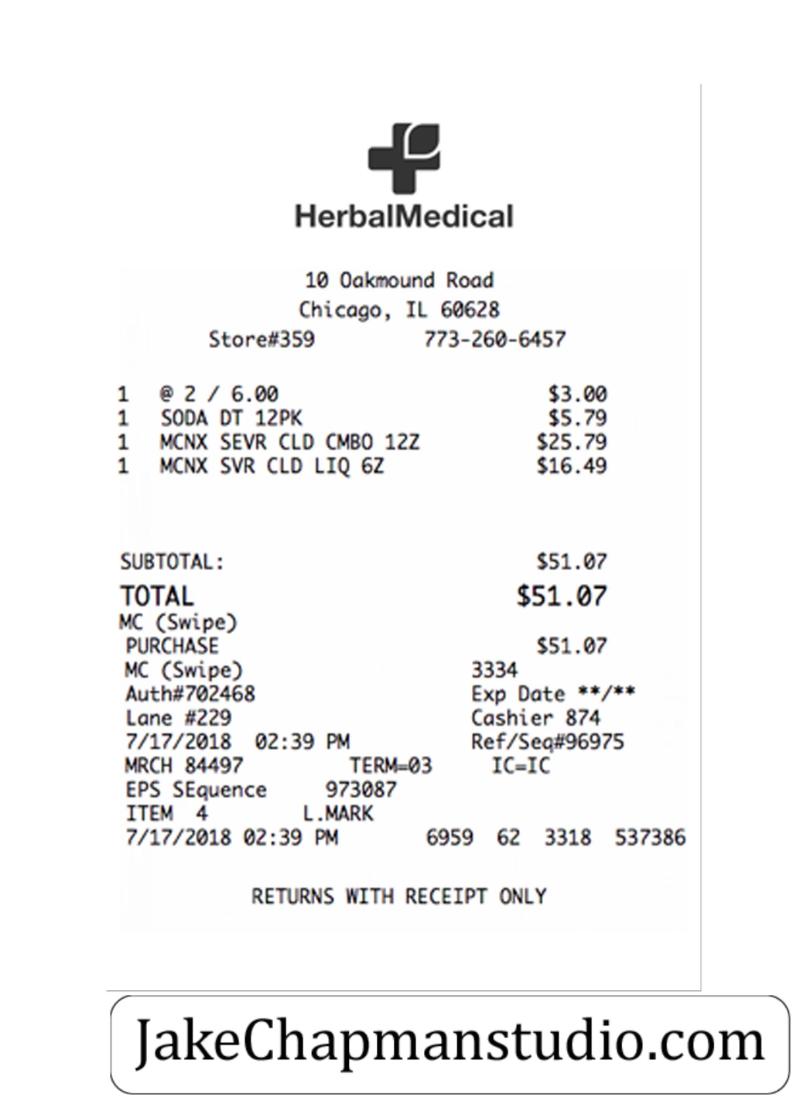 HerbalMedical
10 Oakmound Road
Chicago, IL 60628
Store#359 773-260-6457
1 @ 2 / 6.00 $3.00
1 SODA DT 12PK $5.79
1 MCNX SEVR CLD CMBO 12Z $25.79
1 MCNX SVR CLD LIQ 6Z $16.49
SUBTOTAL: $51.07
TOTAL $51.07
MC (Swipe)
PURCHASE $51.07
MC (Swipe) 3334
Auth#702468 Exp Date **/**
Lane #229 Cashier 874
7/17/2018 02:39 PM Ref/Seq#96975
MRCH 84497 TERM=03 IC=IC
EPS SEquence 973087
ITEM 4 L.MARK
7/17/2018 02:39 PM 6959 62 3318 537386
RETURNS WITH RECEIPT ONLY
JakeChapmanstudio.com